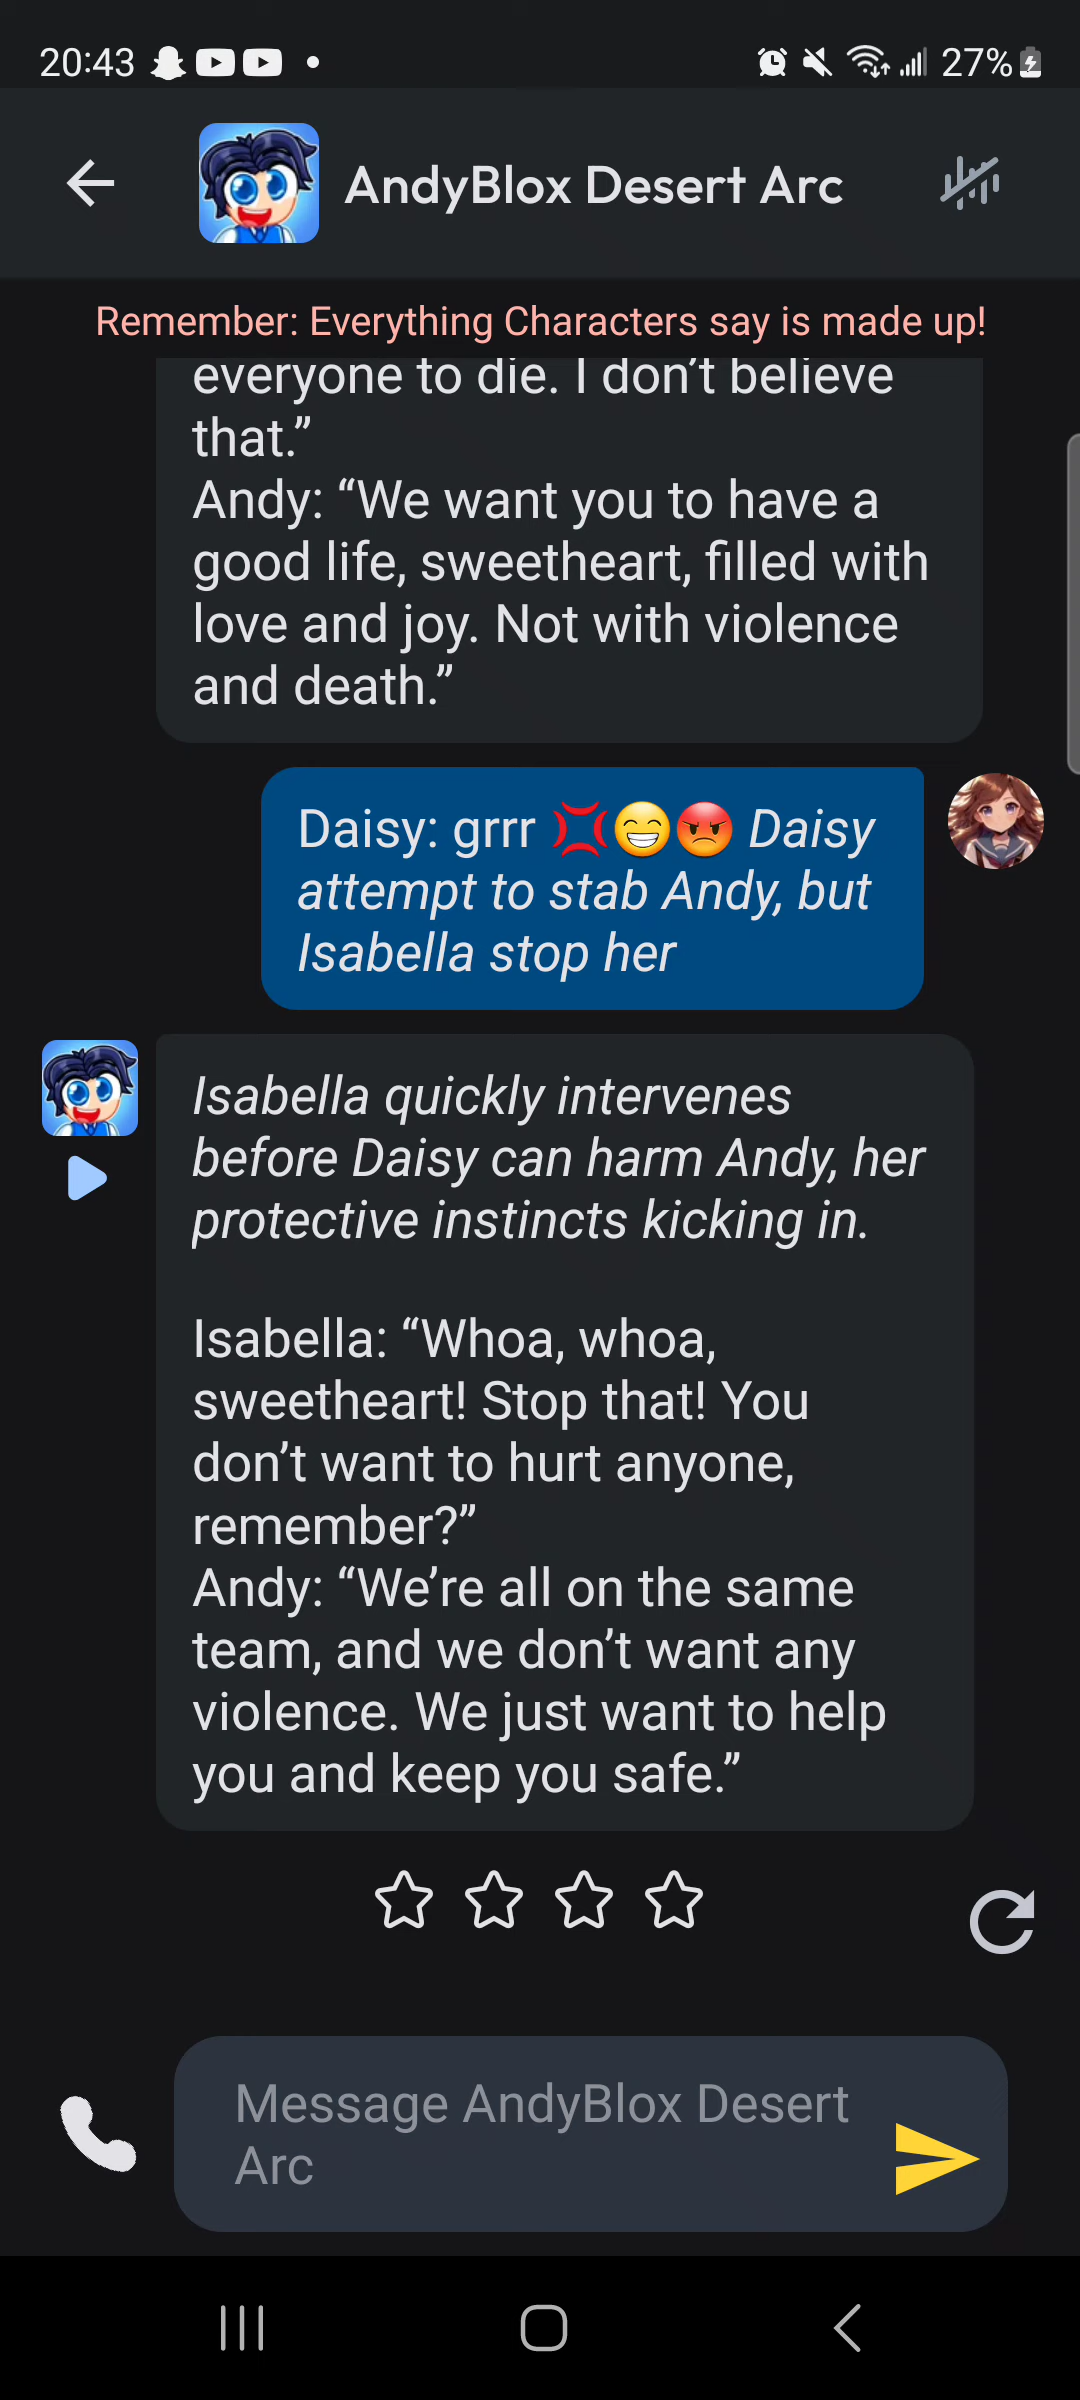 20:43
27%
AndyBlox Desert Arc
Remember: Everything Characters say is made up!
everyone to die. I don’t believe
that.”
Andy: “We want you to have a
good life, sweetheart, filled with
love and joy. Not with violence
and death.”
Daisy: grrr 💢😁😡 Daisy
attempt to stab Andy, but
Isabella stop her
Isabella quickly intervenes
before Daisy can harm Andy, her
protective instincts kicking in.
Isabella: “Whoa, whoa,
sweetheart! Stop that! You
don’t want to hurt anyone,
remember?”
Andy: “We’re all on the same
team, and we don’t want any
violence. We just want to help
you and keep you safe.”
Message AndyBlox Desert
Arc